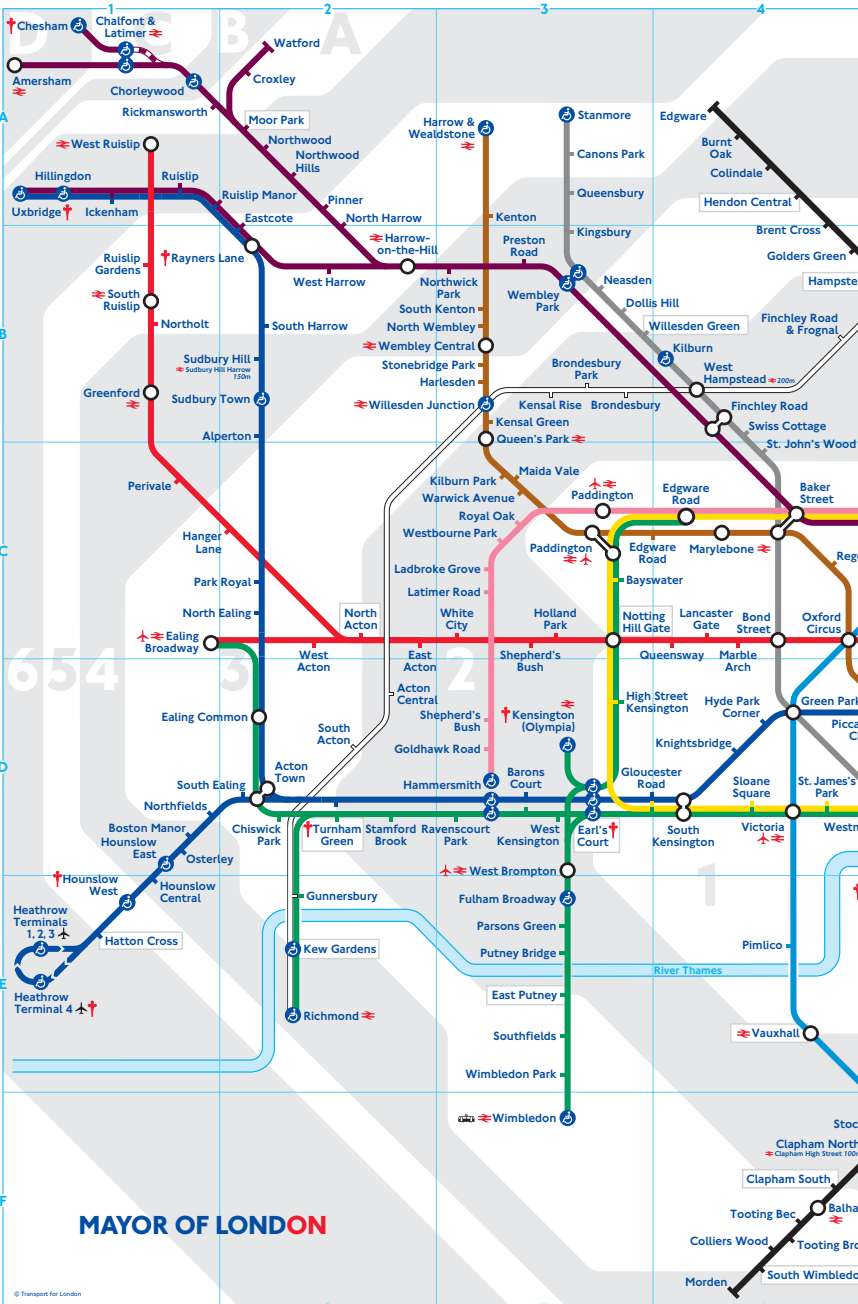 1
3
4
D
C
B
A
Chesham
Chalfont &
Latimer
Watford
Amersham
Croxley
Chorleywood
Rickmansworth
A
Moor Park
Harrow &
Wealdstone
Stanmore
Edgware
West Ruislip
Northwood
Northwood
Hills
Canons Park
Burnt
Oak
Colindale
Hillingdon
Ruislip
Ruislip Manor
Pinner
Queensbury
Hendon Central
Uxbridge
Ickenham
Eastcote
North Harrow
Kenton
Kingsbury
Brent Cross
Ruislip
Gardens
Rayners Lane
Harrow-
on-the-Hill
Preston
Road
Golders Green
West Harrow
Northwick
Park
Wembley
Park
Neasden
Hampste
South
Ruislip
South Kenton
Dollis Hill
Finchley Road
& Frognal
B
Northolt
South Harrow
North Wembley
Willesden Green
Wembley Central
Kilburn
Sudbury Hill
Sudbury Hill Harrow
150m
Stonebridge Park
Brondesbury
Park
West
Hampstead
200m
Harlesden
Greenford
Sudbury Town
Willesden Junction
Kensal Rise
Brondesbury
Finchley Road
Kensal Green
Swiss Cottage
Alperton
Queen's Park
St. John's Wood
Perivale
Kilburn Park
Maida Vale
Warwick Avenue
Paddington
Edgware
Road
Baker
Street
Royal Oak
Hanger
Lane
Westbourne Park
Paddington
Edgware
Road
Marylebone
C
Rege
Park Royal
Ladbroke Grove
Bayswater
Latimer Road
North Ealing
North
Acton
White
City
Holland
Park
Notting
Hill Gate
Lancaster
Gate
Bond
Street
Oxford
Circus
Ealing
Broadway
West
Acton
East
Acton
Shepherd's
Bush
Queensway
Marble
Arch
6
5
4
3
2
Acton
Central
High Street
Kensington
Hyde Park
Corner
Green Park
Ealing Common
South
Acton
Shepherd's
Bush
Kensington
(Olympia)
Picca
Ci
Goldhawk Road
Knightsbridge
D
Acton
Town
South Ealing
Hammersmith
Barons
Court
Gloucester
Road
Sloane
Square
St. James's
Park
Northfields
Boston Manor
Chiswick
Park
Turnham
Green
Stamford
Brook
Ravenscourt
Park
West
Kensington
Earl's
Court
South
Kensington
Victoria
Westm
Hounslow
East
Osterley
Hounslow
West
Hounslow
Central
Gunnersbury
West Brompton
1
Fulham Broadway
Heathrow
Terminals
1, 2, 3
Hatton Cross
Kew Gardens
Parsons Green
Putney Bridge
Pimlico
River Thames
E
Heathrow
Terminal 4
East Putney
Richmond
Southfields
Vauxhall
Wimbledon Park
Wimbledon
Stoc
Clapham North
Clapham High Street 100m
Clapham South
F
MAYOR OF LONDON
Tooting Bec
Balha
Colliers Wood
Tooting Bro
South Wimbledo
Morden
© Transport for London